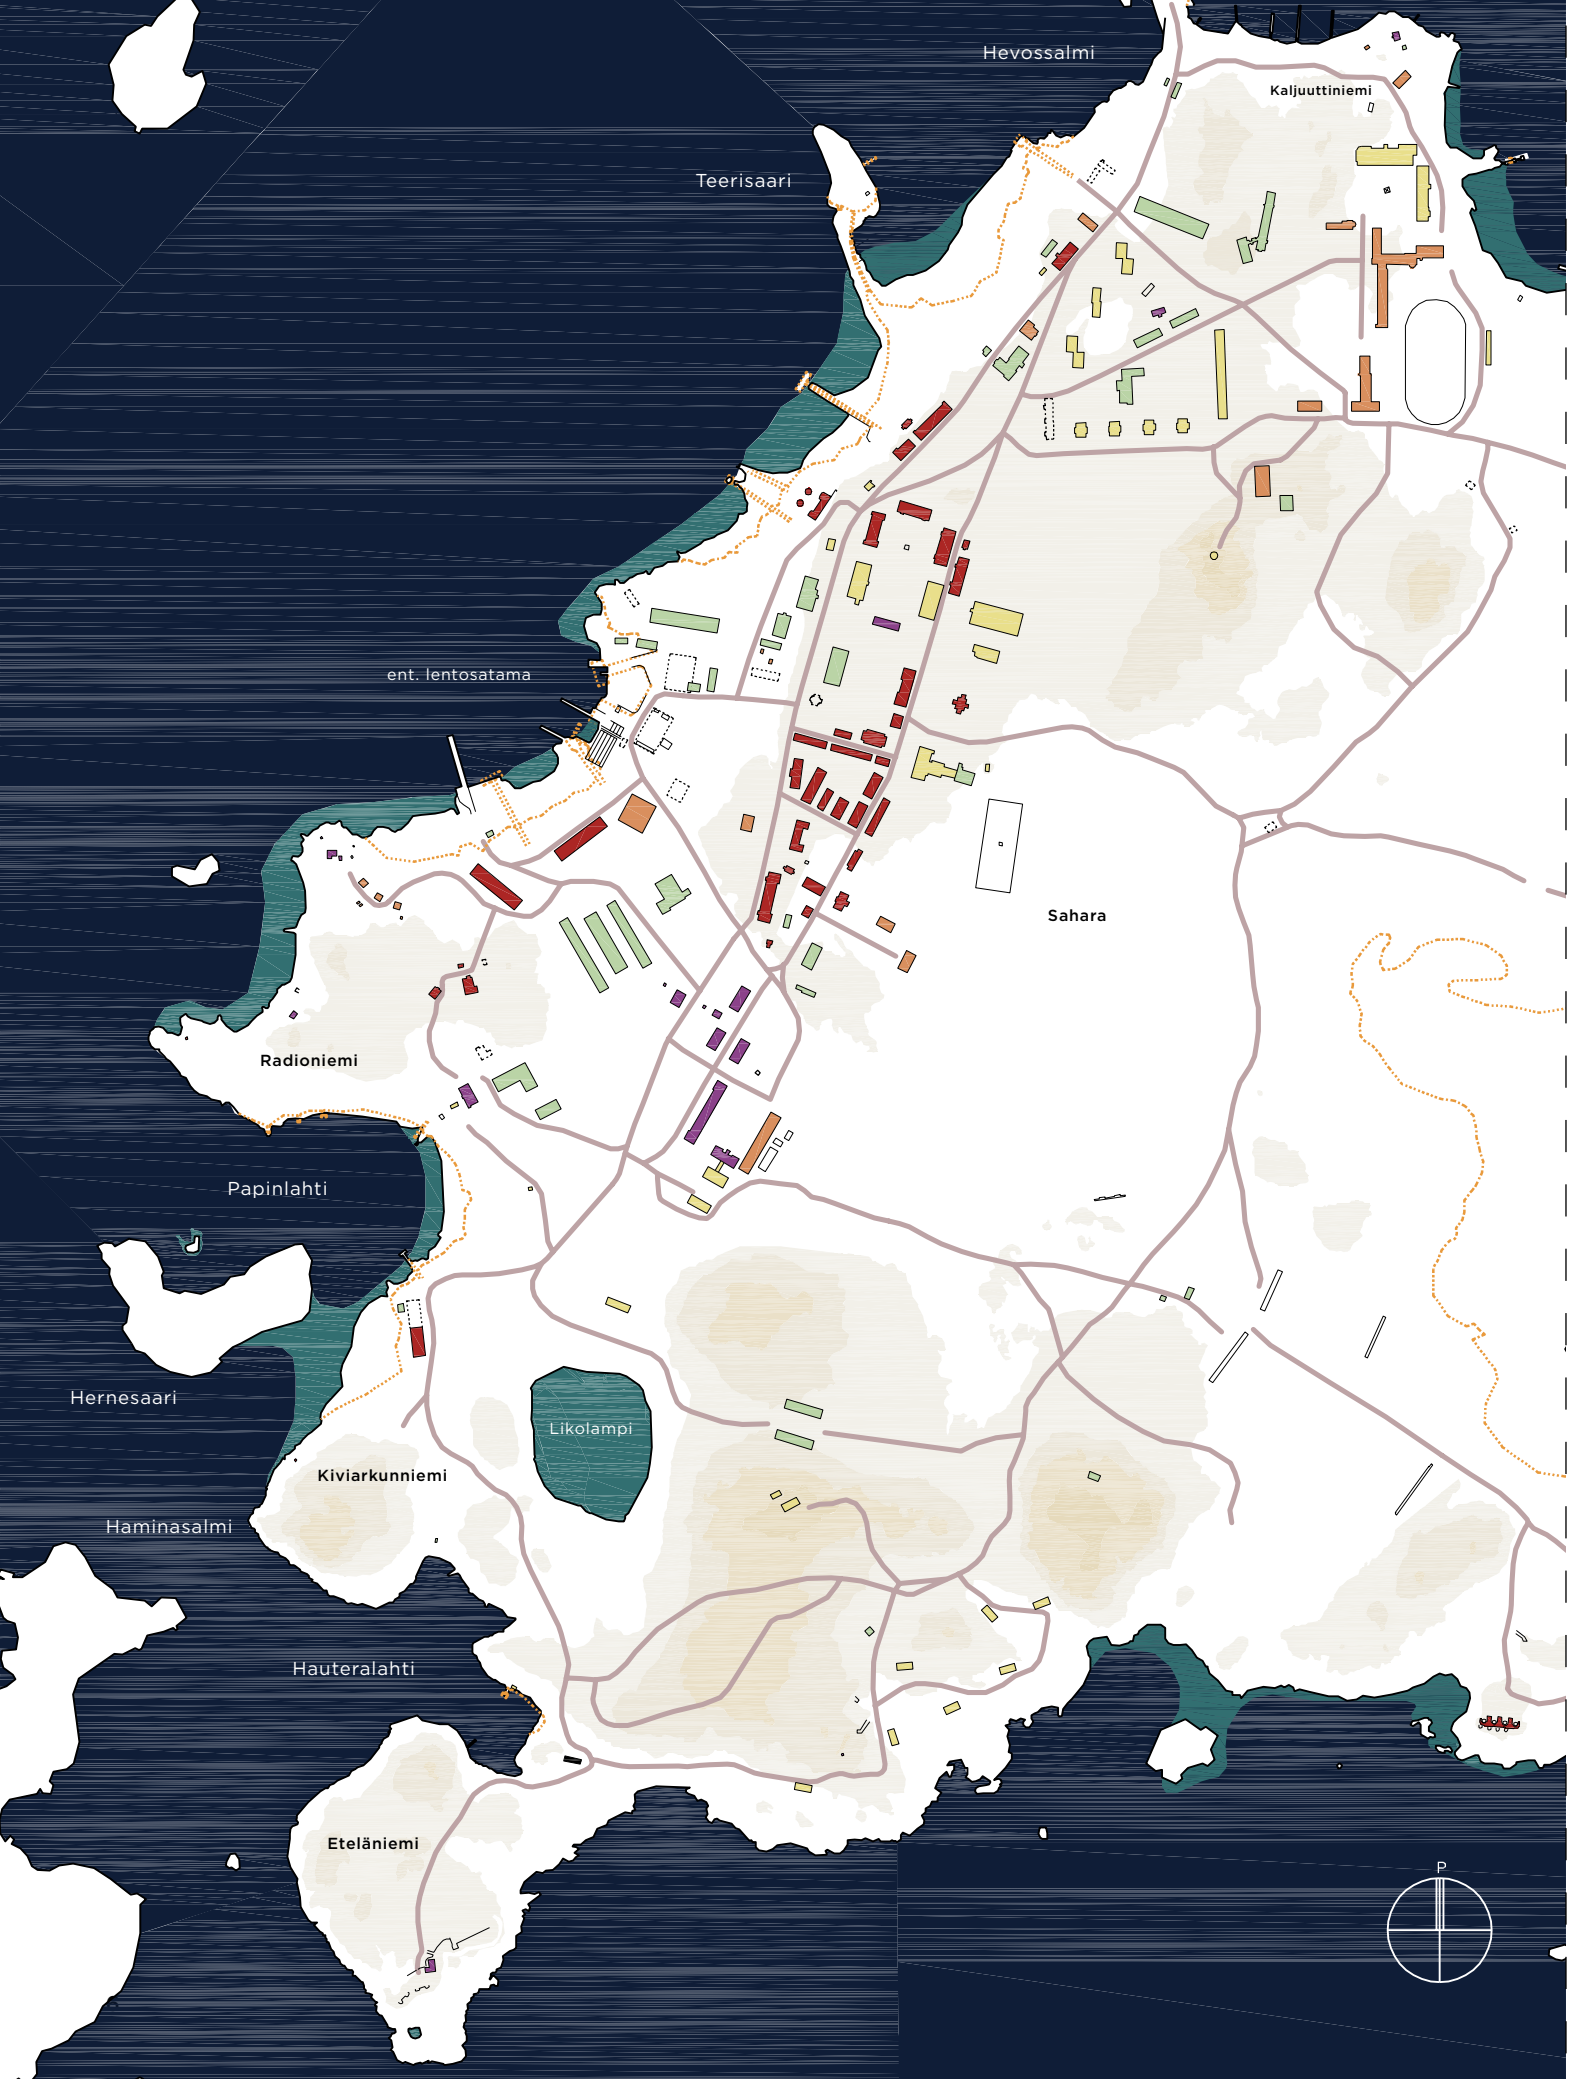 Hevossalmi
Kaljuuttiniemi
Teerisaari
ent. lentosatama
Sahara
Radioniemi
Papinlahti
Hernesaari
Likolampi
Kiviarkunniemi
Haminasalmi
Hauteralahti
Eteläniemi
P